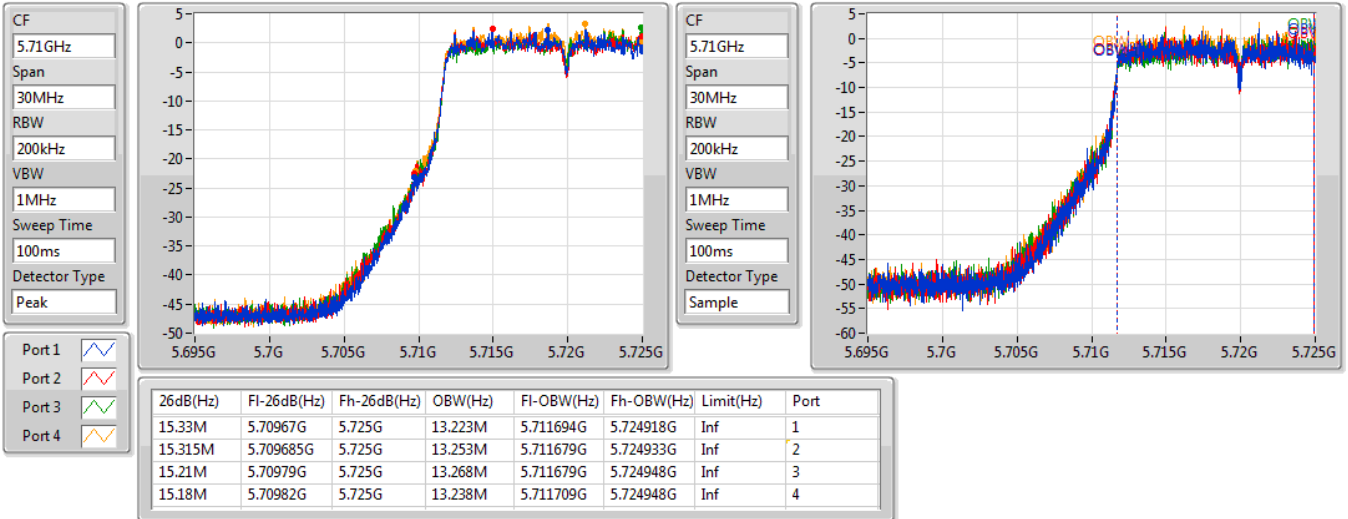 CF
5.71GHz
Span
30MHz
RBW
200kHz
VBW
1MHz
Sweep Time
100ms
Detector Type
Peak
5
0
-5
-10
-15
-20
-25
-30
-35
-40
-45
-50
5.695G 5.7G 5.705G 5.71G 5.715G 5.72G 5.725G
CF
5.71GHz
Span
30MHz
RBW
200kHz
VBW
1MHz
Sweep Time
100ms
Detector Type
Sample
5
0
-5
-10
-15
-20
-25
-30
-35
-40
-45
-50
-55
-60
OBW
OBW
5.695G 5.7G 5.705G 5.71G 5.715G 5.72G 5.725G
Port 1
Port 2
Port 3
Port 4
26dB(Hz) Fl-26dB(Hz) Fh-26dB(Hz) OBW(Hz) Fl-OBW(Hz) Fh-OBW(Hz) Limit(Hz) Port
15.33M 5.70967G 5.725G 13.223M 5.711694G 5.724918G Inf 1
15.315M 5.709685G 5.725G 13.253M 5.711679G 5.724933G Inf 2
15.21M 5.70979G 5.725G 13.268M 5.711679G 5.724948G Inf 3
15.18M 5.70982G 5.725G 13.238M 5.711709G 5.724948G Inf 4